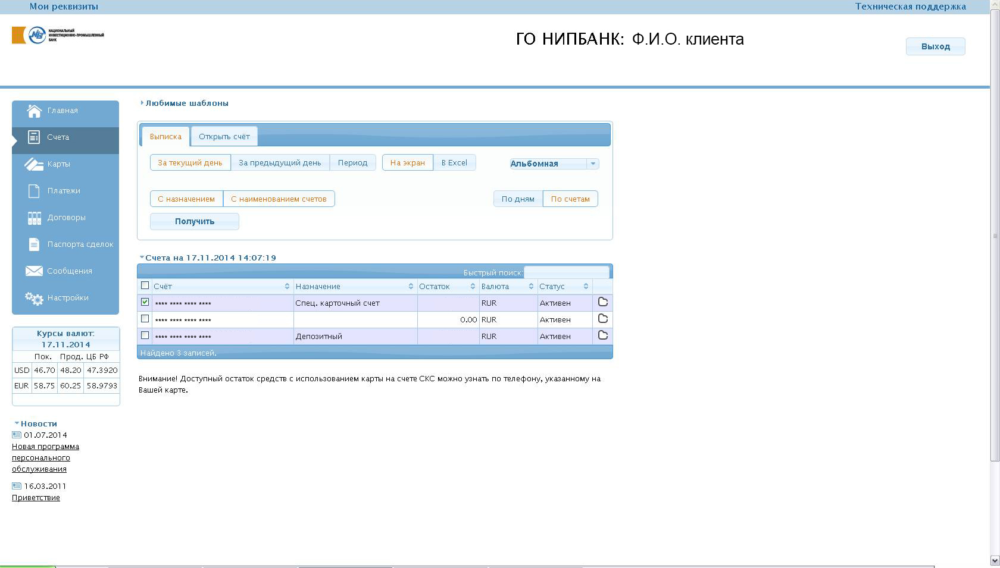 Мои реквизиты
Техническая поддержка
НАЦИОНАЛЬНЫЙ
ИНВЕСТИЦИОННО-ПРОМЫШЛЕННЫЙ
БАНК
ГО НИПБАНК: Ф.И.О. клиента
Выход
Главная
Счета
Карты
Платежи
Договоры
Паспорта сделок
Сообщения
Настройки
Курсы валют:
17.11.2014
Пок. Прод. ЦБ РФ
USD 46.70 48.20 47.3920
EUR 58.75 60.25 58.9793
Новости
01.07.2014
Новая программа
персонального
обслуживания
16.03.2011
Приветствие
Любимые шаблоны
Выписка Открыть счёт
За текущий день За предыдущий день Период На экран В Excel Альбомная
С назначением С наименованием счетов По дням По счетам
Получить
Счета на 17.11.2014 14:07:19
Быстрый поиск:
Счёт Назначение Остаток Валюта Статус
**** **** **** **** Спец. карточный счет RUR Активен
**** **** **** **** 0.00 RUR Активен
**** **** **** **** Депозитный RUR Активен
Найдено 3 записей.
Внимание! Доступный остаток средств с использованием карты на счете СКС можно узнать по телефону, указанному на
Вашей карте.